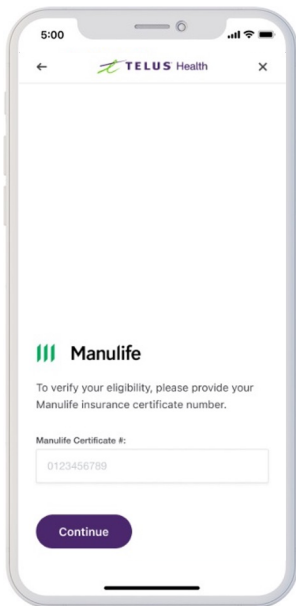 5:00
TELUS Health
Manulife
To verify your eligibility, please provide your
Manulife insurance certificate number.
Manulife Certificate #:
0123456789
Continue